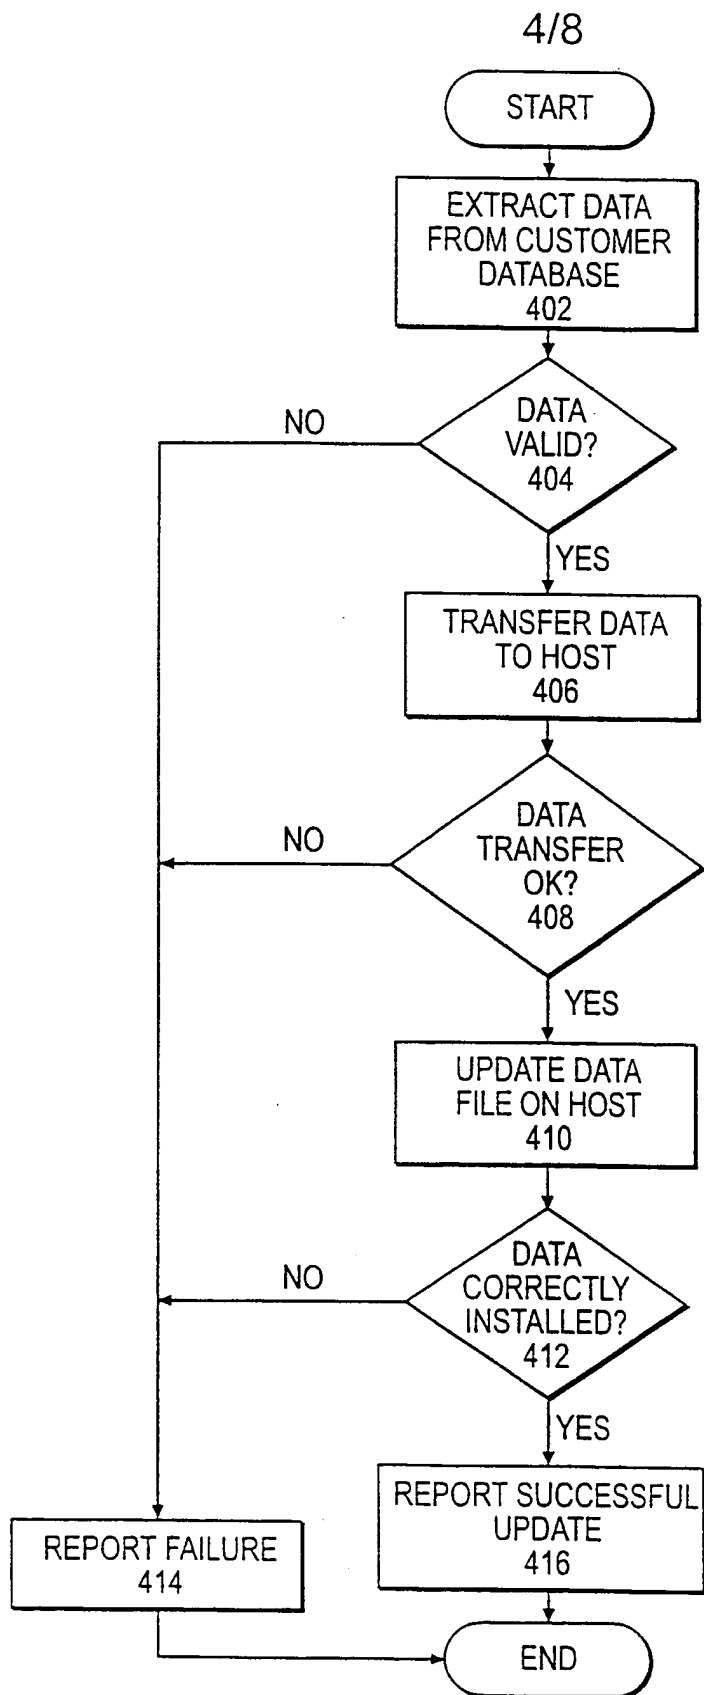 4/8
START
EXTRACT DATA
FROM CUSTOMER
DATABASE
402
NO
DATA
VALID?
404
YES
TRANSFER DATA
TO HOST
406
NO
DATA
TRANSFER
OK?
408
YES
UPDATE DATA
FILE ON HOST
410
NO
DATA
CORRECTLY
INSTALLED?
412
YES
REPORT SUCCESSFUL
UPDATE
416
REPORT FAILURE
414
END